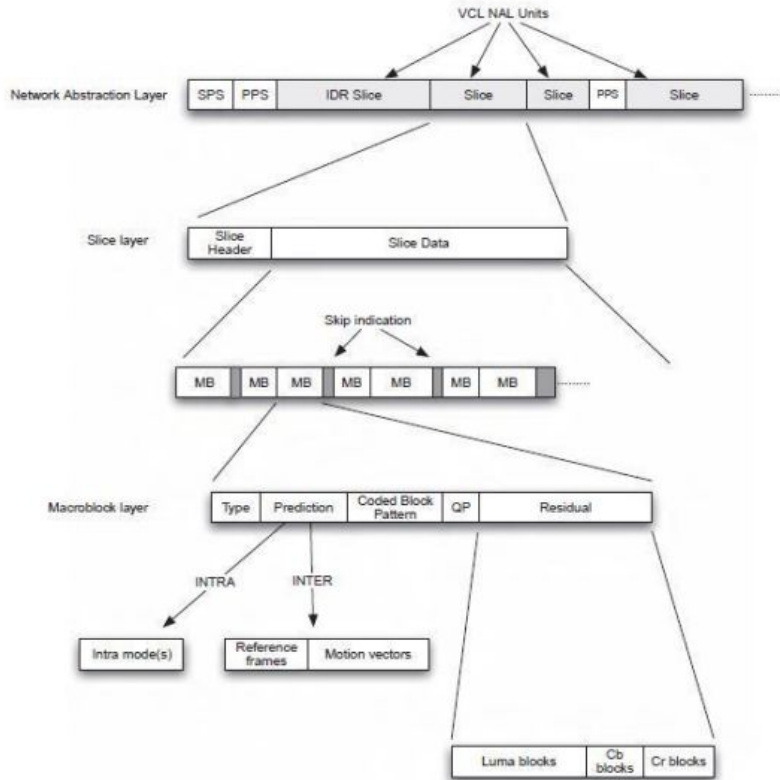 VCL NAL Units
Network Abstraction Layer
SPS
PPS
IDR Slice
Slice
Slice
PPS
Slice
Slice layer
Slice
Header
Slice Data
Skip indication
MB
MB
MB
MB
MB
MB
MB
Macroblock layer
Type
Prediction
Coded Block
Pattern
QP
Residual
INTRA
INTER
Intra mode(s)
Reference
frames
Motion vectors
Luma blocks
Cb
blocks
Cr blocks